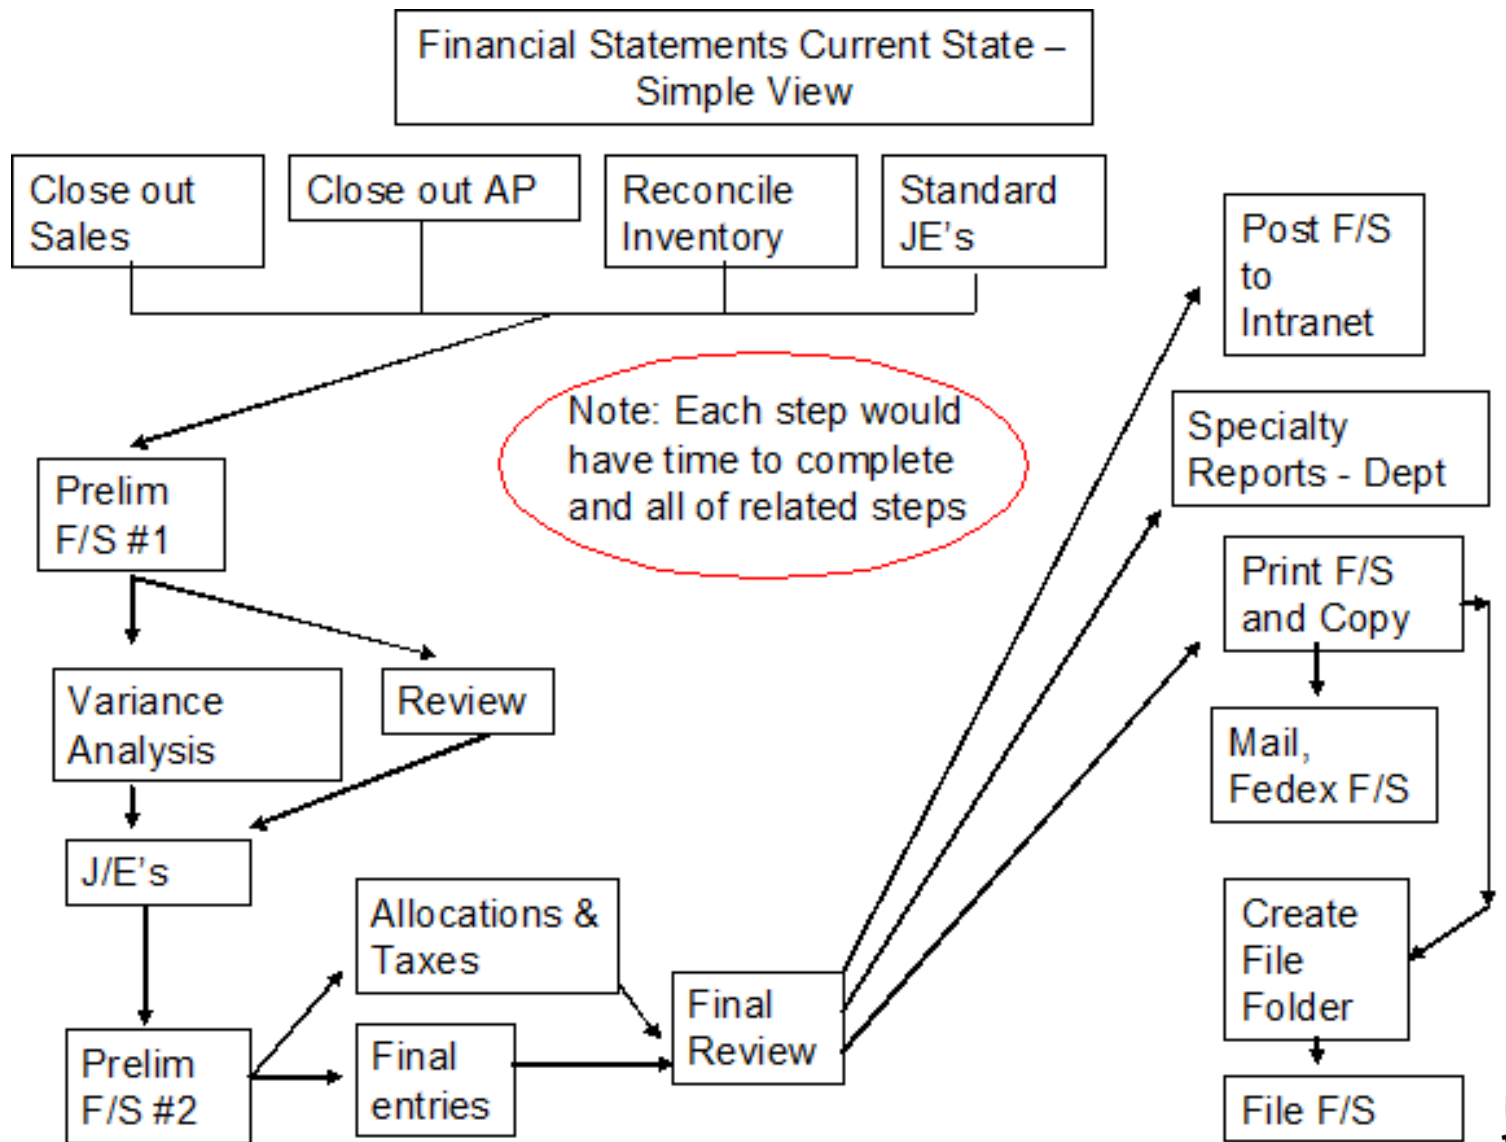 Financial Statements Current State –
Simple View
Close out
Sales
Close out AP
Reconcile
Inventory
Standard
JE's
Post F/S
to
Intranet
Note: Each step would
have time to complete
and all of related steps
Specialty
Reports - Dept
Prelim
F/S #1
Print F/S
and Copy
Variance
Analysis
Review
Mail,
Fedex F/S
J/E's
Allocations &
Taxes
Create
File
Folder
Final
Review
Prelim
F/S #2
Final
entries
File F/S